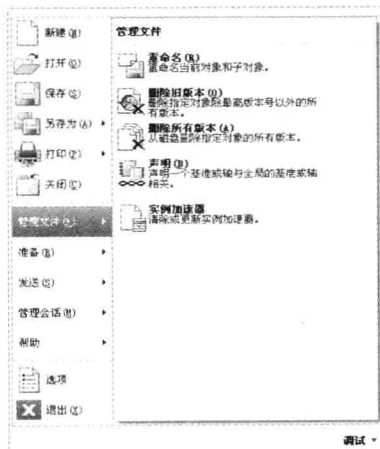 新建(N)
打开(O)
保存(S)
另存为(A)
打印(P)
关闭(C)
管理文件(F)
准备(R)
发送(S)
管理会话(M)
帮助
选项
退出(X)
管理文件
重命名(R)
重命名当前对象和子对象。
删除旧版本(O)
删除指定对象除最高版本号以外的所
有版本。
删除所有版本(A)
从磁盘删除指定对象的所有版本。
声明(D)
声明一个基准或轴与全局的基准或轴
相关。
实例加速器
清除或更新实例加速器。
调试